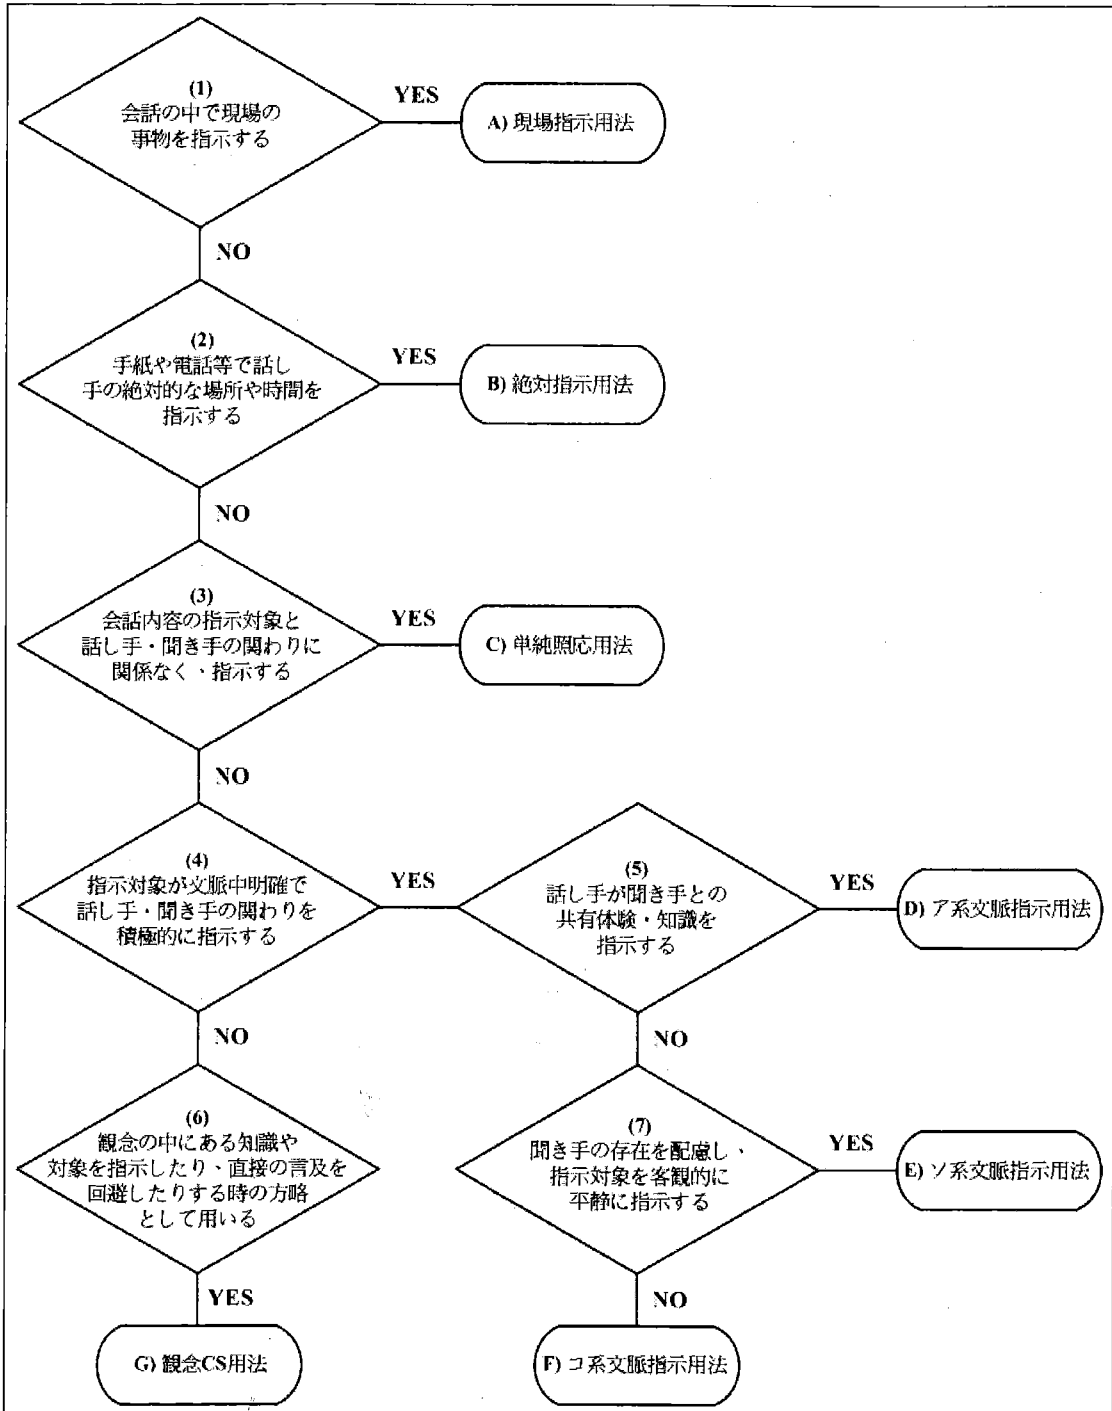 (1)
会話の中で現場の
事物を指示する
YES
A) 現場指示用法
NO
(2)
手紙や電話等で話し
手の絶対的な場所や時間を
指示する
YES
B) 絶対指示用法
NO
(3)
会話内容の指示対象と
話し手・聞き手の関わりに
関係なく、指示する
YES
C) 単純照応用法
NO
(4)
指示対象が文脈中明確で
話し手・聞き手の関わりを
積極的に指示する
YES
(5)
話し手が聞き手との
共有体験・知識を
指示する
YES
D) ア系文脈指示用法
NO
NO
(6)
観念の中にある知識や
対象を指示したり、直接の言及を
回避したりする時の方略
として用いる
YES
G) 観念CS用法
(7)
聞き手の存在を配慮し、
指示対象を客観的に
平静に指示する
YES
E) ソ系文脈指示用法
NO
F) コ系文脈指示用法